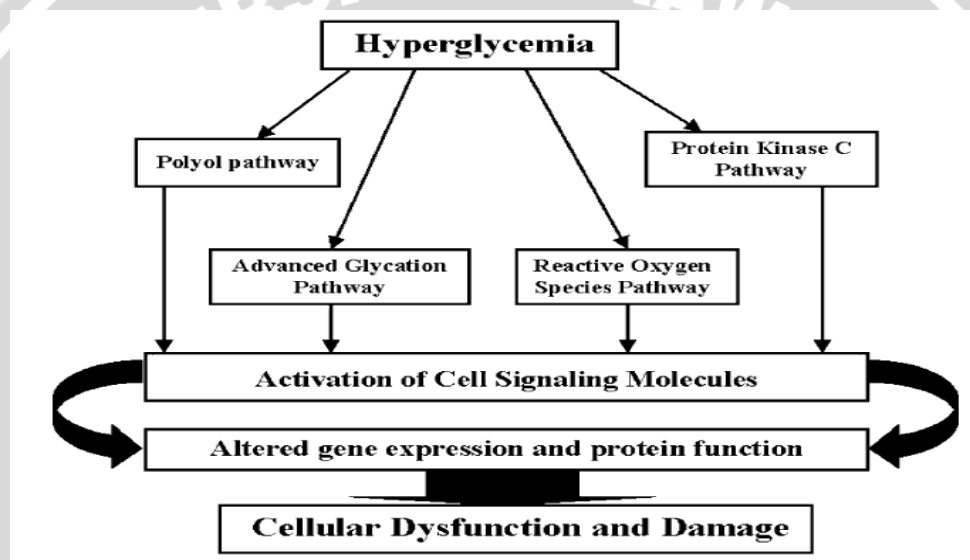 Hyperglycemia
Polyol pathway
Protein Kinase C
Pathway
Advanced Glycation
Pathway
Reactive Oxygen
Species Pathway
Activation of Cell Signaling Molecules
Altered gene expression and protein function
Cellular Dysfunction and Damage